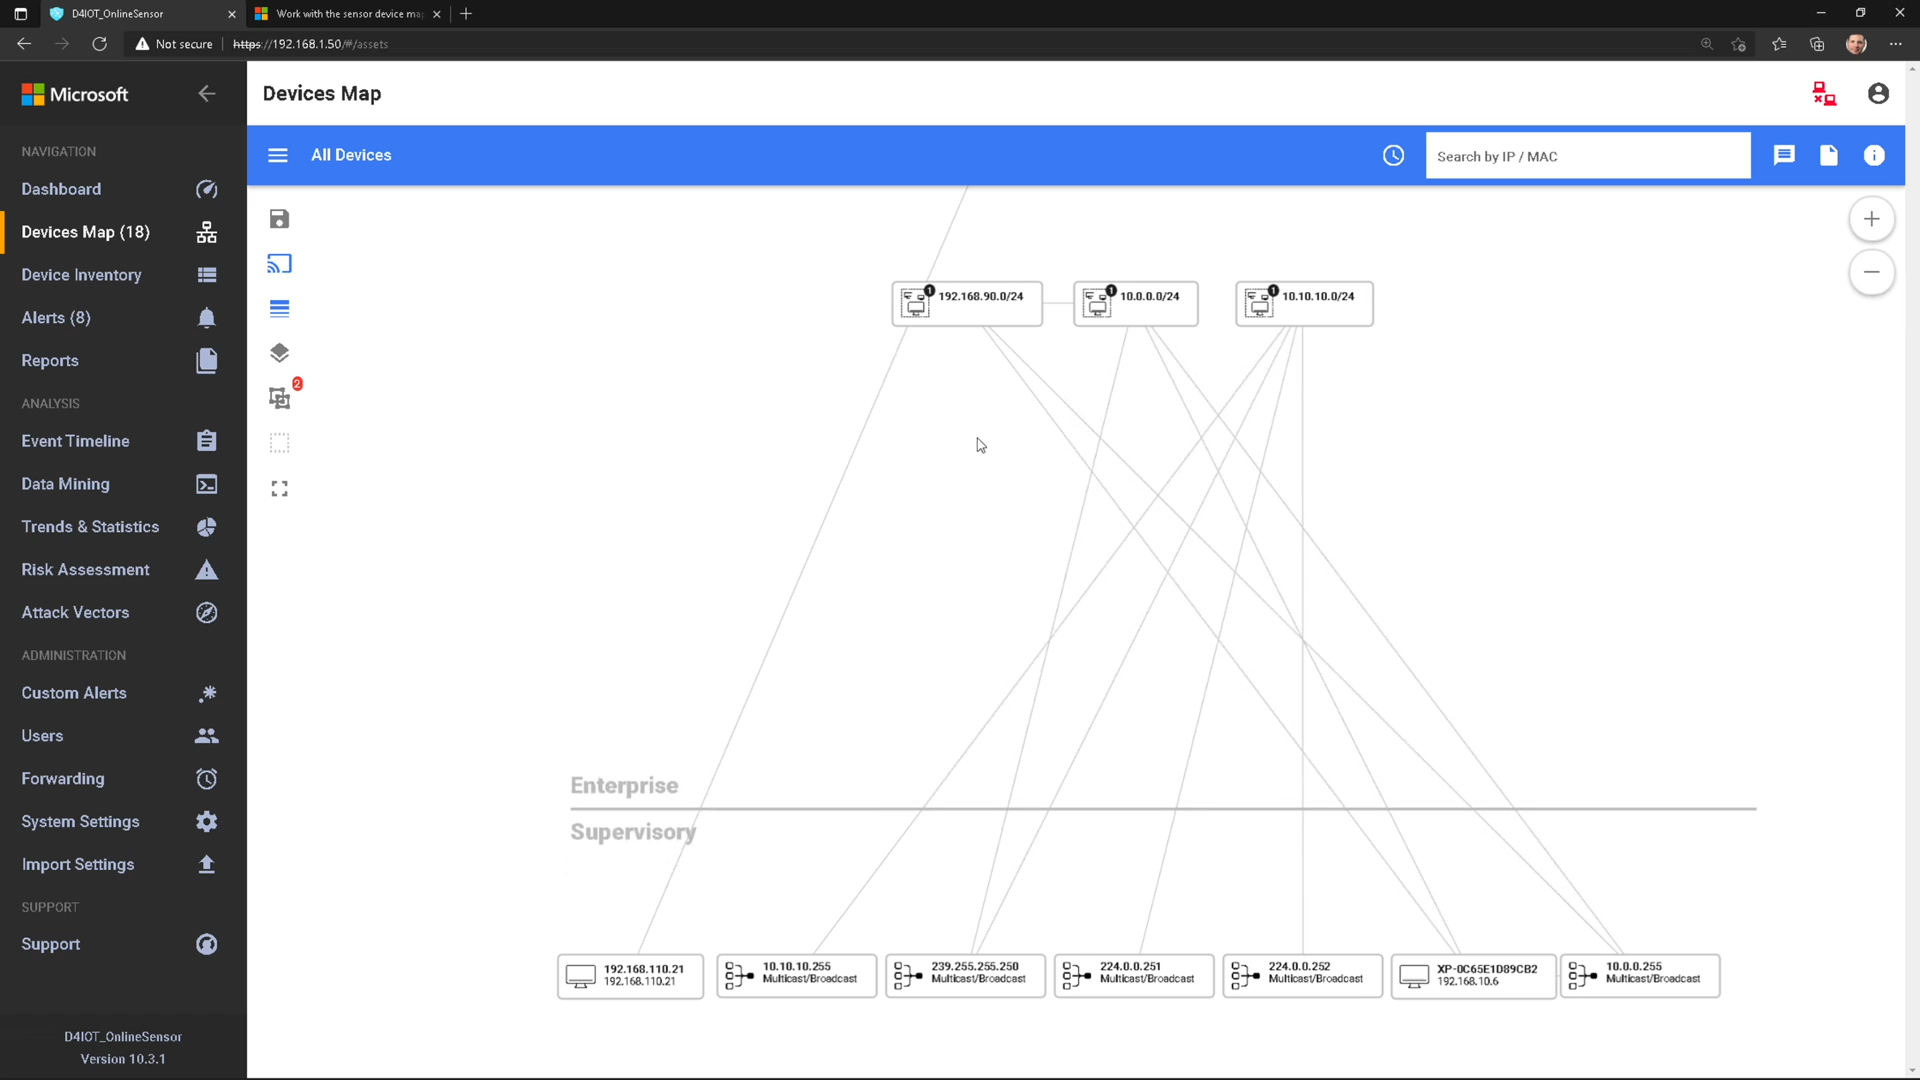 D4IOT_OnlineSensor
Work with the sensor device ma
Not secure
https://192.168.1.50/#/assets
Microsoft
Devices Map
NAVIGATION
Dashboard
Devices Map (18)
Device Inventory
Alerts (8)
Reports
ANALYSIS
Event Timeline
Data Mining
Trends & Statistics
Risk Assessment
Attack Vectors
ADMINISTRATION
Custom Alerts
Users
Forwarding
System Settings
Import Settings
SUPPORT
Support
D4IOT_OnlineSensor
Version 10.3.1
All Devices
Search by IP / MAC
2
1
192.168.90.0/24
1
10.0.0.0/24
1
10.10.10.0/24
Enterprise
Supervisory
192.168.110.21
192.168.110.21
10.10.10.255
Multicast/Broadcast
239.255.255.250
Multicast/Broadcast
224.0.0.251
Multicast/Broadcast
224.0.0.252
Multicast/Broadcast
XP-0C65E1D89CB2
192.168.10.6
10.0.0.255
Multicast/Broadcast